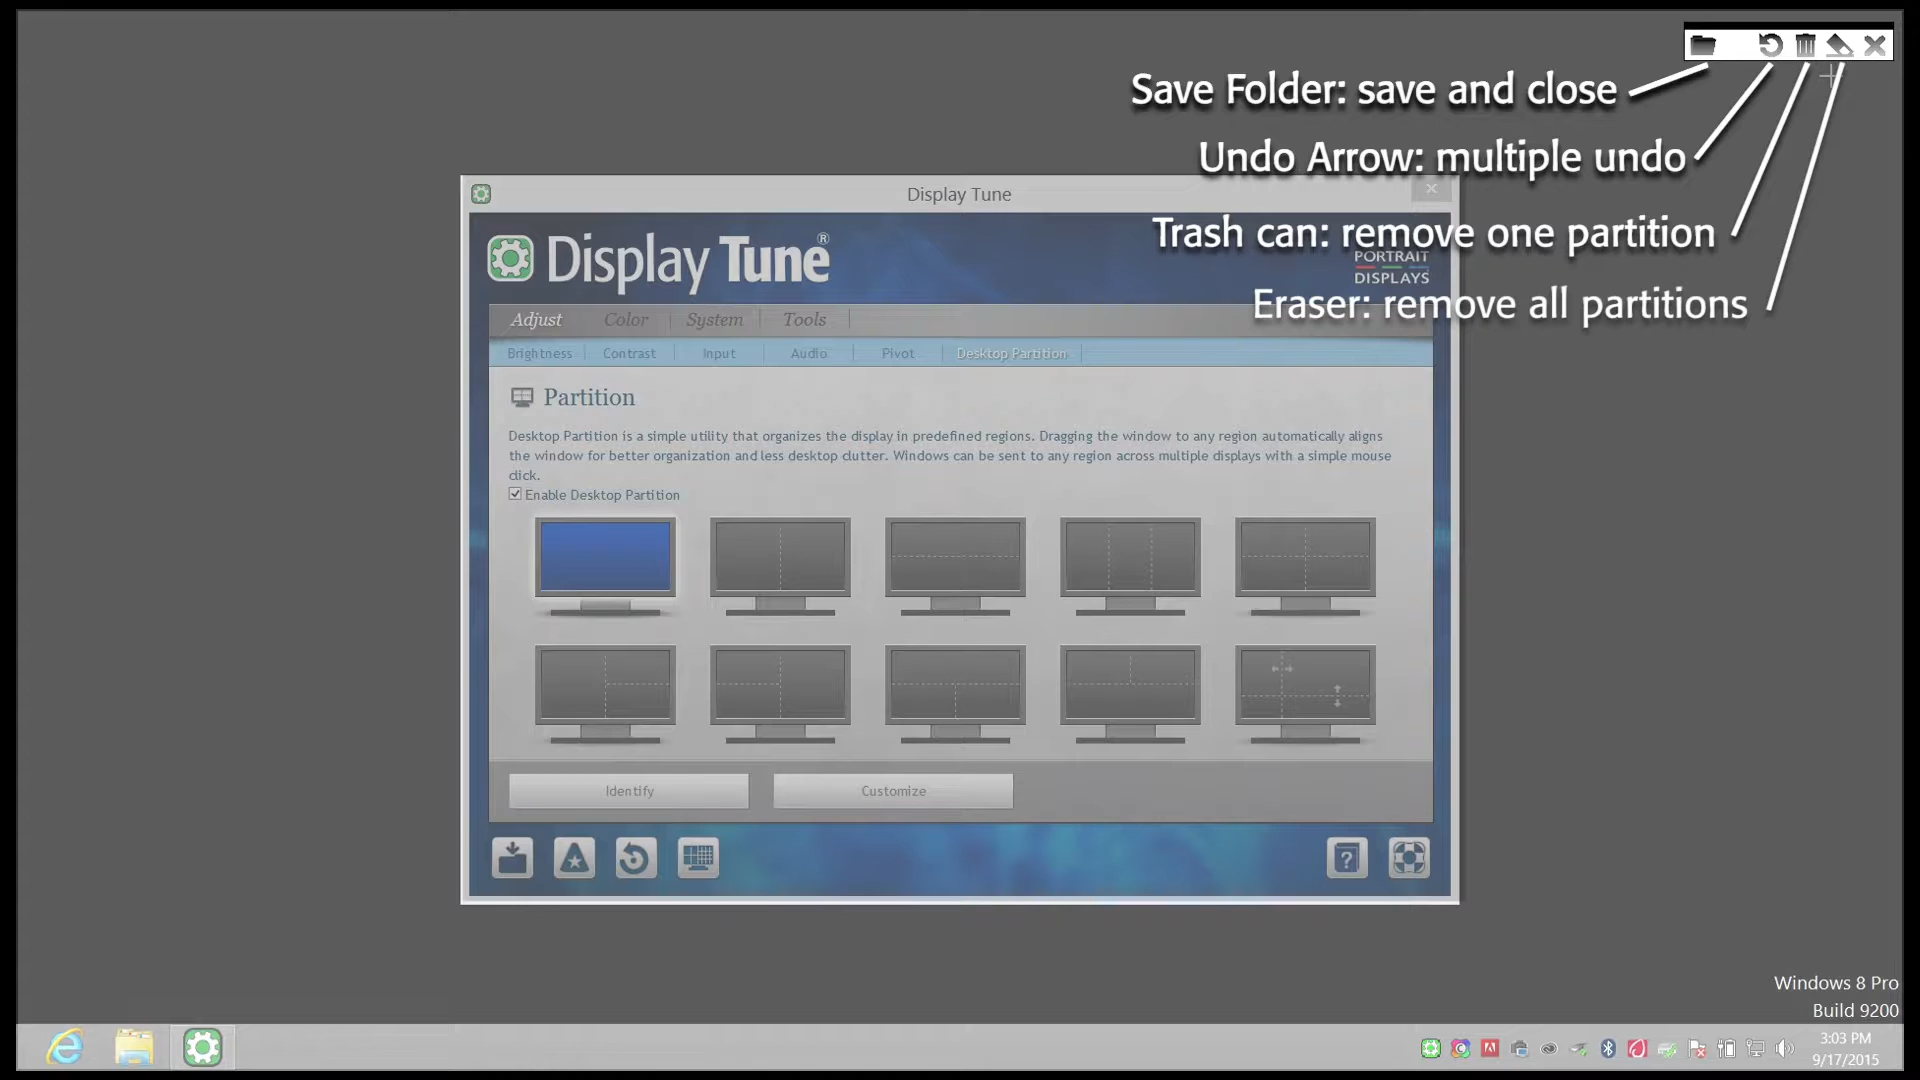 Save Folder: save and close
Undo Arrow: multiple undo
Display Tune
Trash can: remove one partition
Display Tune®
PORTRAIT
DISPLAYS
Eraser: remove all partitions
Adjust Color System Tools
Brightness Contrast Input Audio Pivot Desktop Partition
Partition
Desktop Partition is a simple utility that organizes the display in predefined regions. Dragging the window to any region automatically aligns
the window for better organization and less desktop clutter. Windows can be sent to any region across multiple displays with a simple mouse
click.
Enable Desktop Partition
Identify Customize
Windows 8 Pro
Build 9200
3:03 PM
9/17/2015